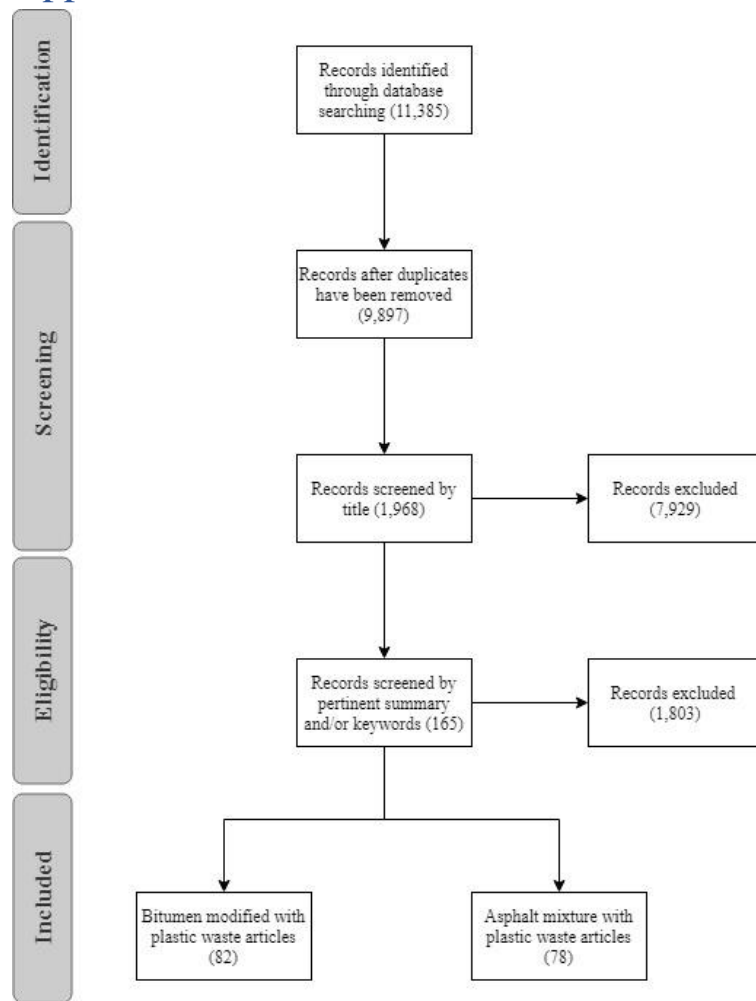 Identification
Records identified
through database
searching (11,385)
Screening
Records after duplicates
have been removed
(9,897)
Records screened by
title (1,968)
Records excluded
(7,929)
Eligibility
Records screened by
pertinent summary
and/or keywords (165)
Records excluded
(1,803)
Included
Bitumen modified with
plastic waste articles
(82)
Asphalt mixture with
plastic waste articles
(78)